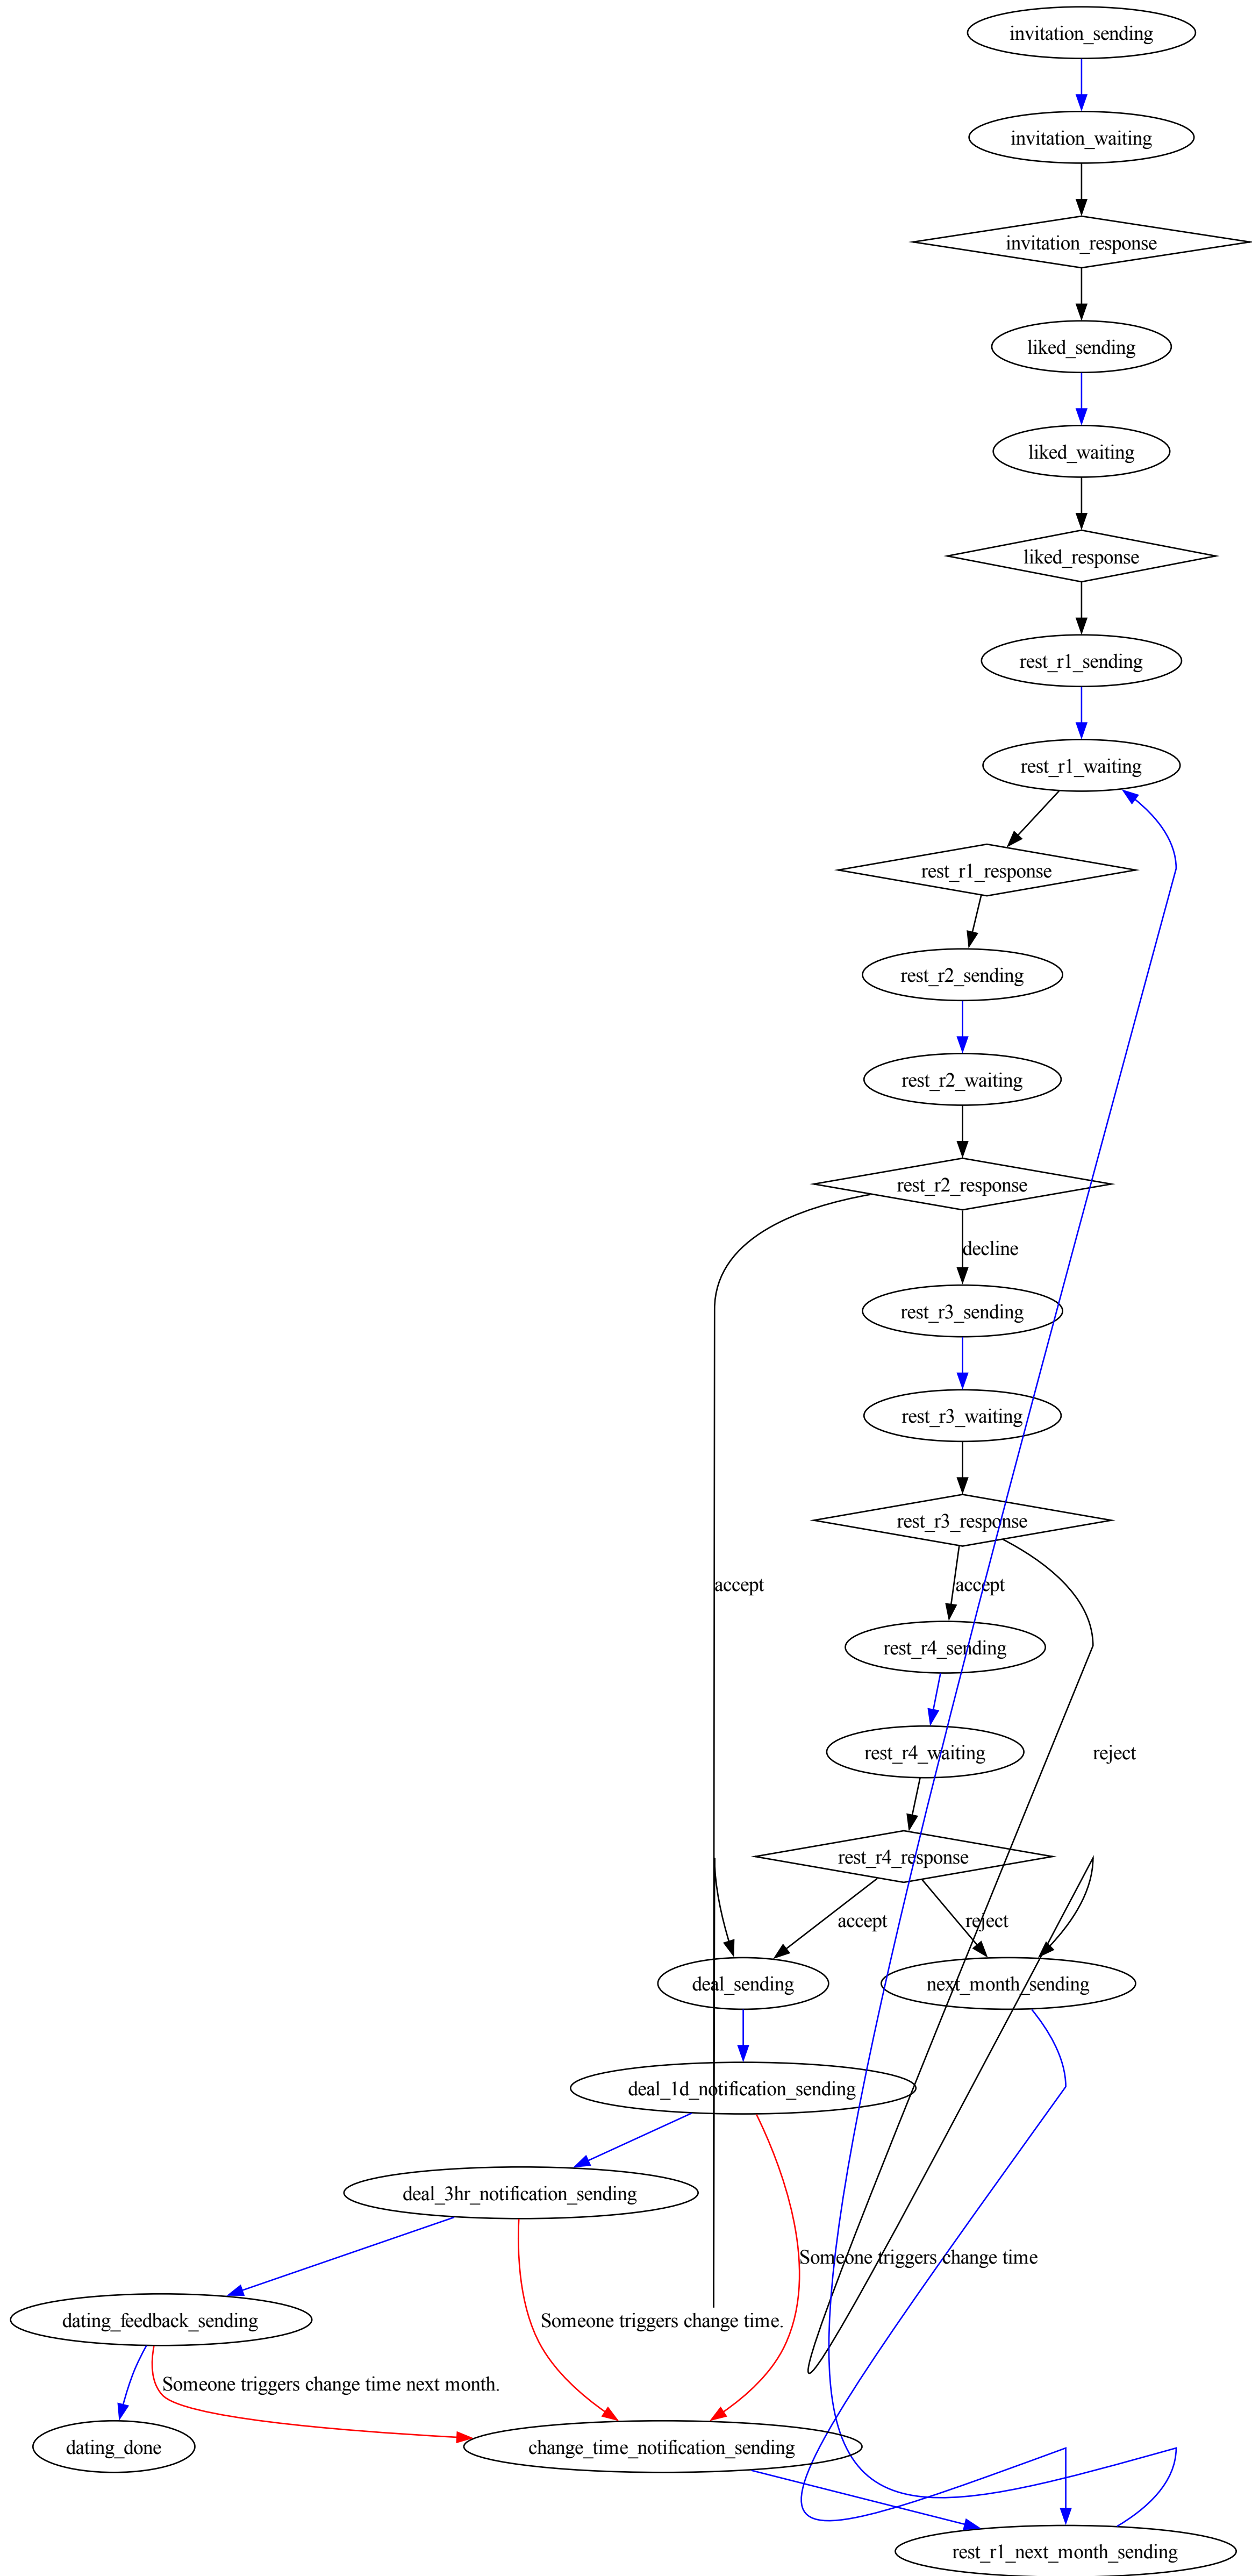 invitation_sending
invitation_waiting
invitation_response
liked_sending
liked_waiting
liked_response
rest_r1_sending
rest_r1_waiting
rest_r1_response
rest_r2_sending
rest_r2_waiting
rest_r2_response
decline
rest_r3_sending
rest_r3_waiting
rest_r3_response
accept
accept
rest_r4_sending
rest_r4_waiting
reject
rest_r4_response
accept
reject
deal_sending
next_month_sending
deal_1d_notification_sending
deal_3hr_notification_sending
Someone triggers change time
dating_feedback_sending
Someone triggers change time.
Someone triggers change time next month.
dating_done
change_time_notification_sending
rest_r1_next_month_sending